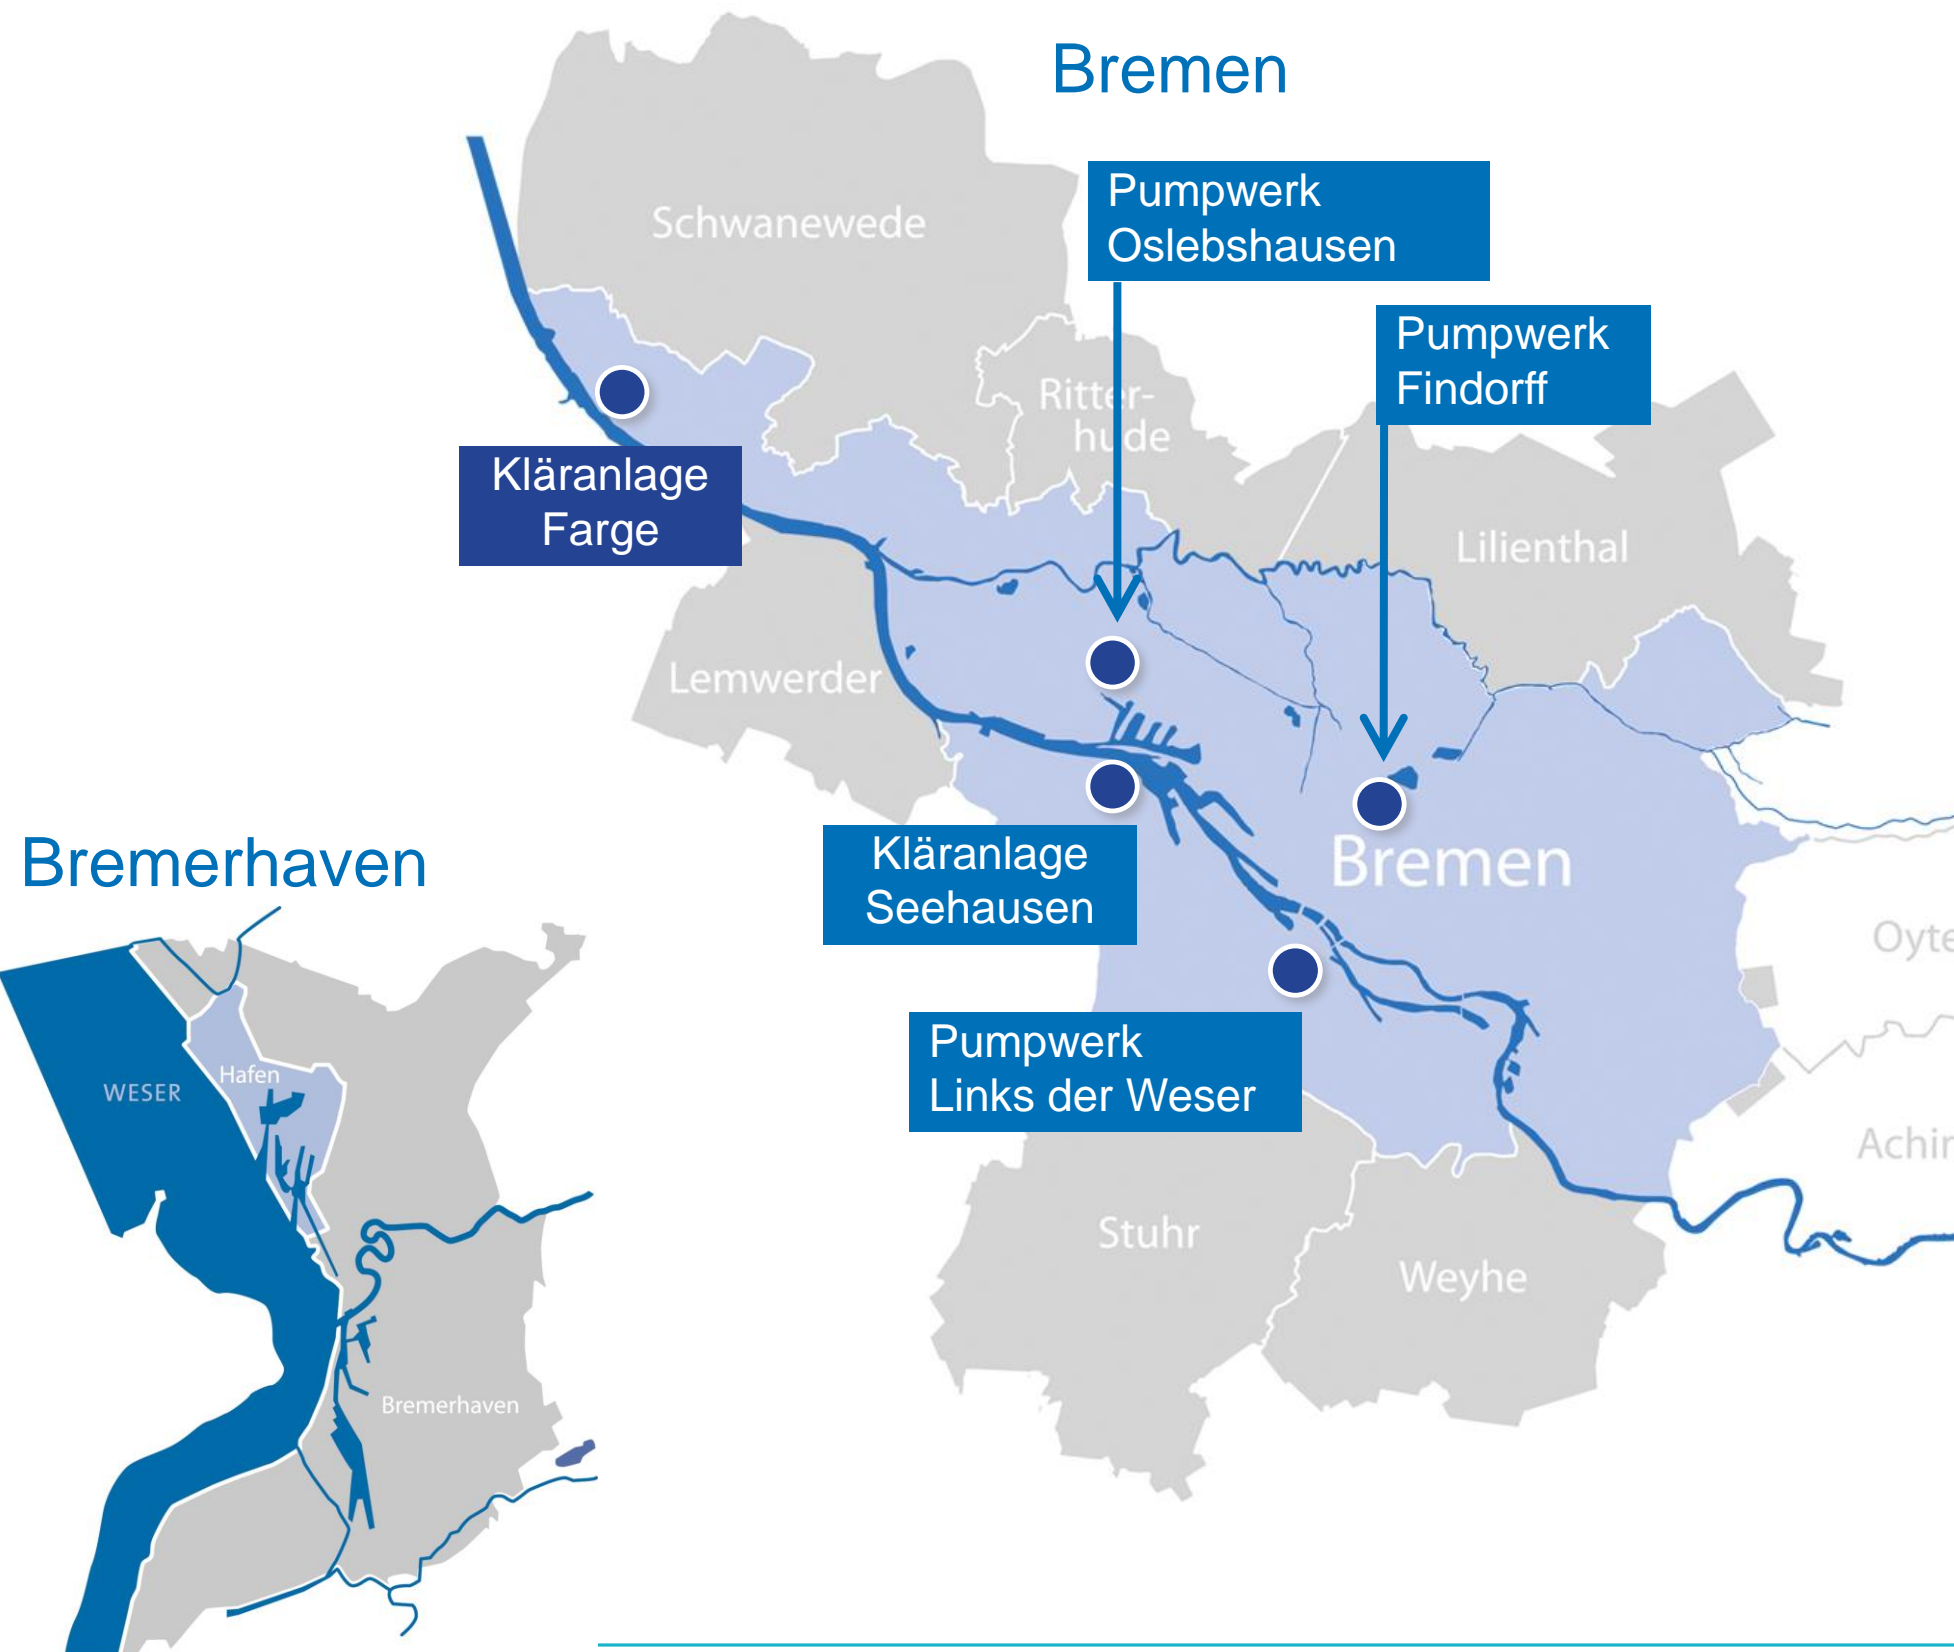 Bremen
Pumpwerk
Oslebshausen
Schwanewede
Pumpwerk
Findorff
Ritter-
hude
Kläranlage
Farge
Lilienthal
Lemwerder
Bremerhaven
Kläranlage
Seehausen
Bremen
Oyte
Pumpwerk
Links der Weser
Hafen
WESER
Achim
Stuhr
Weyhe
Bremerhaven